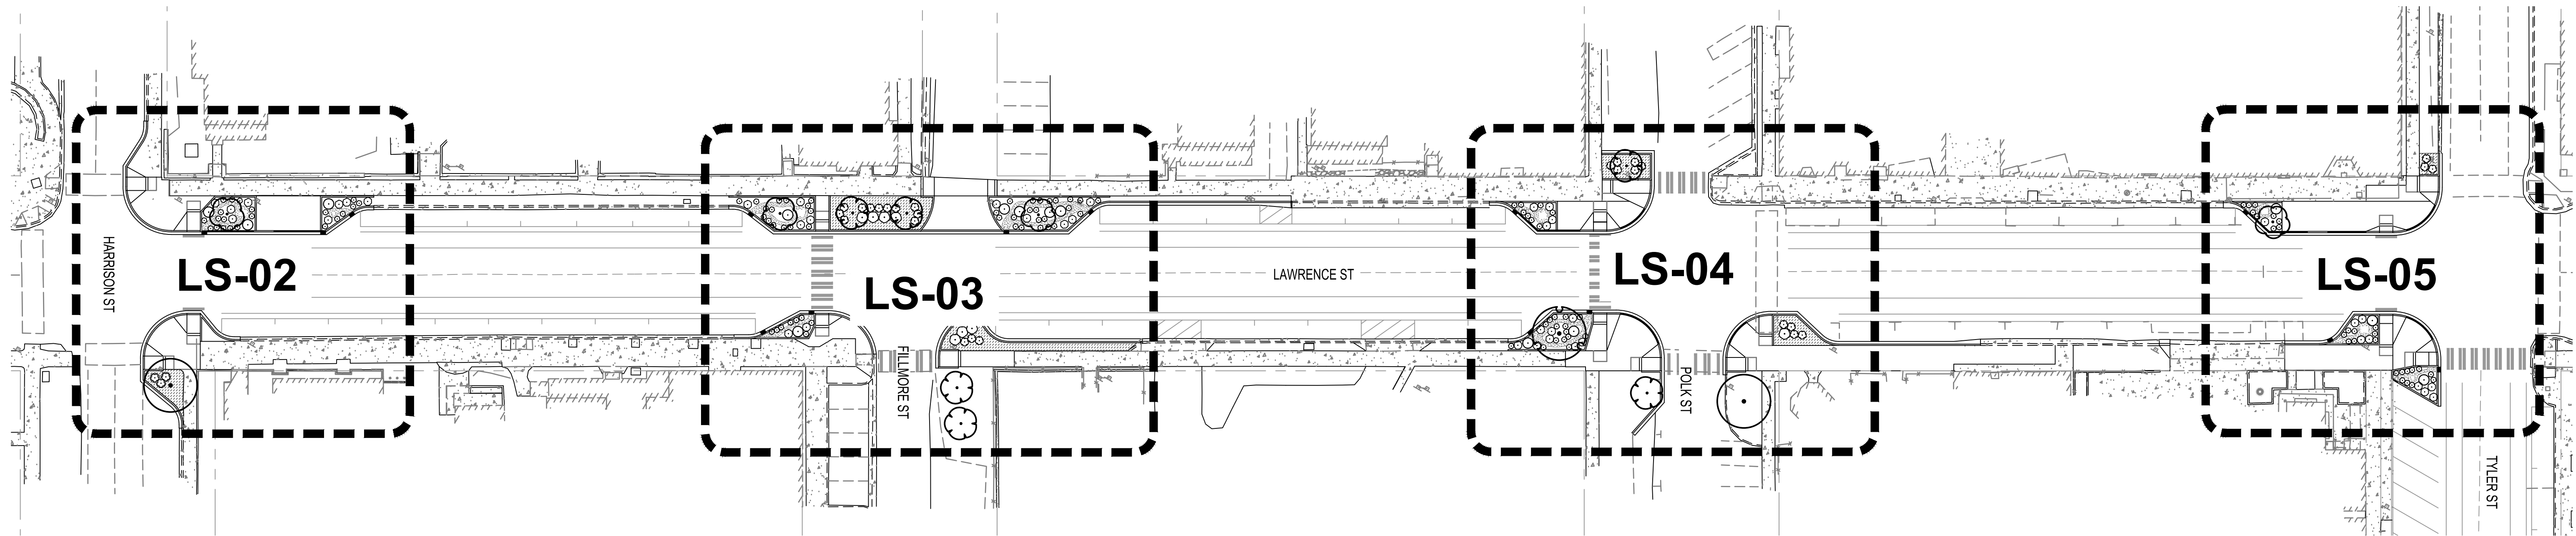 HARRISON ST
LS-02
LS-03
FILLMORE ST
LAWRENCE ST
LS-04
POLK ST
LS-05
TYLER ST